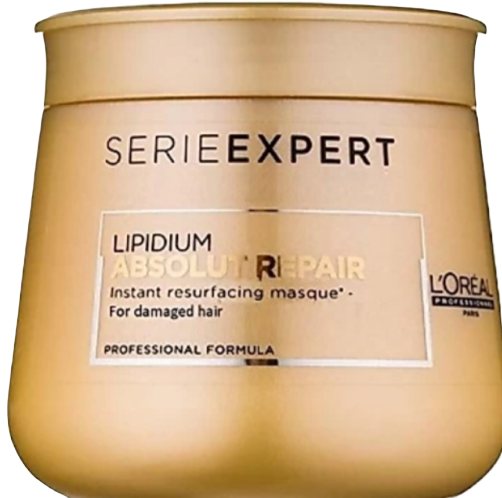 SERIEEXPERT
LIPIDIUM
ABSOLUT REPAIR
Instant resurfacing masque* -
For damaged hair
PROFESSIONAL FORMULA
L'ORÉAL
PROFESSIONNEL
PARIS